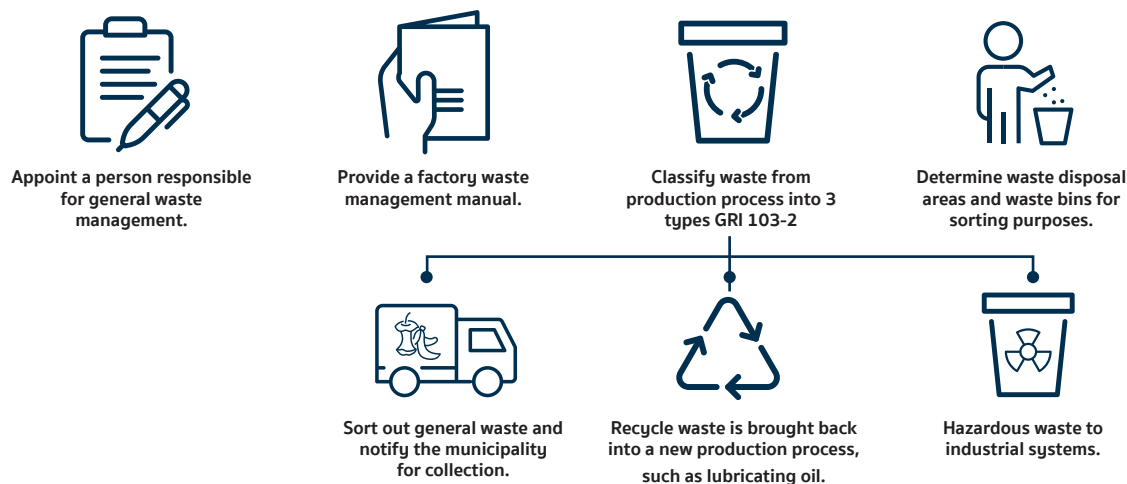 Appoint a person responsible
for general waste
management.
Provide a factory waste
management manual.
Classify waste from
production process into 3
types GRI 103-2
Determine waste disposal
areas and waste bins for
sorting purposes.
Sort out general waste and
notify the municipality
for collection.
Recycle waste is brought back
into a new production process,
such as lubricating oil.
Hazardous waste to
industrial systems.